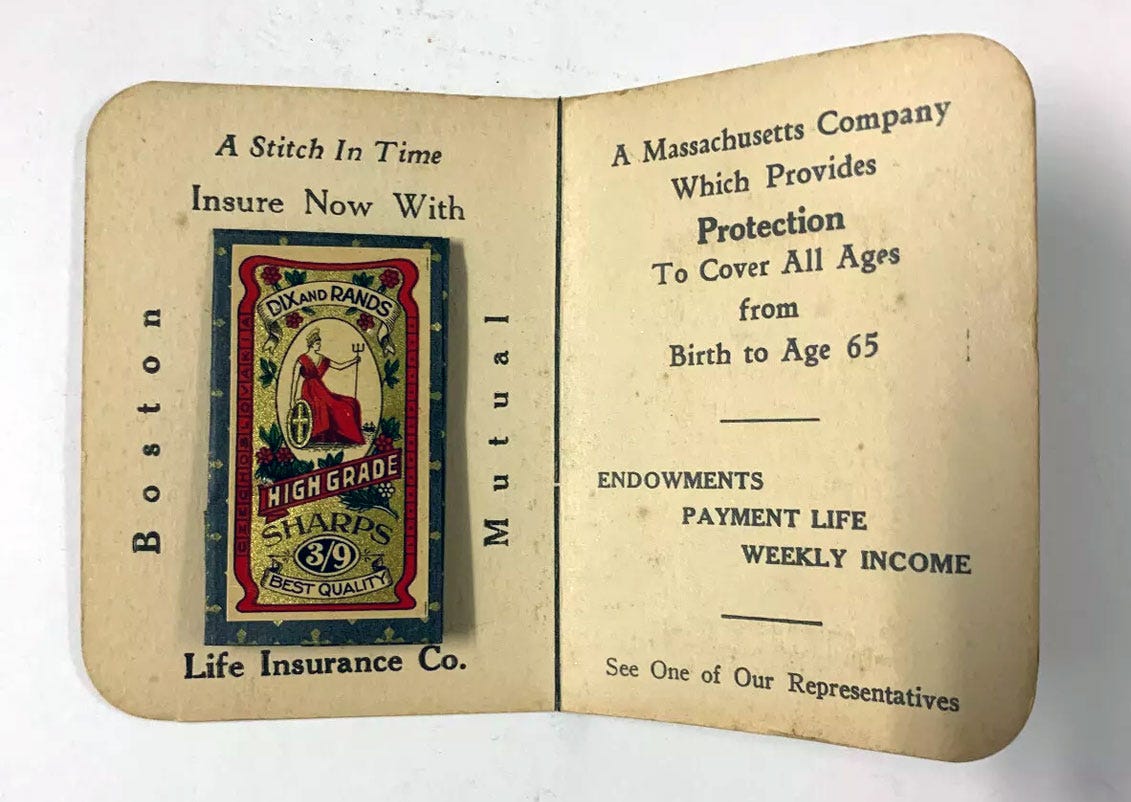 A Stitch In Time
Insure Now With
Boston
DIX AND RANDS
CZECHOSLOVAKIA
HIGH GRADE
SHARPS
3/9
BEST QUALITY
Mutual
Life Insurance Co.
A Massachusetts Company
Which Provides
Protection
To Cover All Ages
from
Birth to Age 65
ENDOWMENTS
PAYMENT LIFE
WEEKLY INCOME
See One of Our Representatives